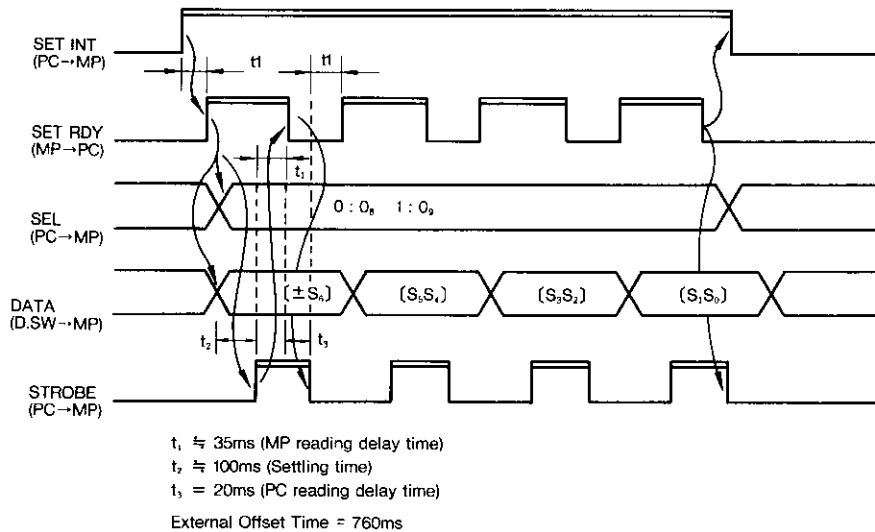 SET INT
(PC→MP)
t1 t1
SET RDY
(MP→PC)
t₁
SEL
(PC→MP)
0 : O₈ 1 : O₉
DATA
(D.SW→MP)
(±S₆) (S₅S₄) (S₃S₂) (S₁S₀)
t₂ t₃
STROBE
(PC→MP)
t₁ ≒ 35ms (MP reading delay time)
t₂ ≒ 100ms (Settling time)
t₃ = 20ms (PC reading delay time)
External Offset Time = 760ms